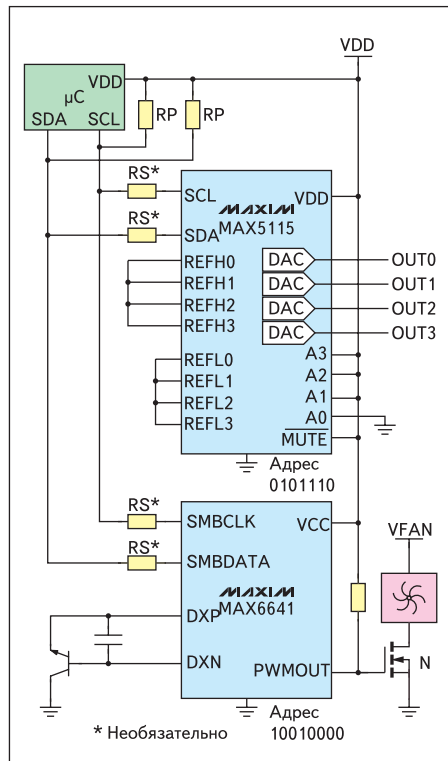 VDD
VDD
µC
SDA SCL
RP
RP
RS*
SCL
VDD
MAXIM
MAX5115
RS*
SDA
REFH0
DAC
OUT0
REFH1
DAC
OUT1
REFH2
DAC
OUT2
REFH3
DAC
OUT3
REFL0
A3
REFL1
A2
REFL2
A1
REFL3
A0
MUTE
Адрес
0101110
RS*
SMBCLK
VCC
VFAN
RS*
SMBDATA
MAXIM
MAX6641
DXP
DXN
PWMOUT
N
Адрес
* Необязательно
10010000